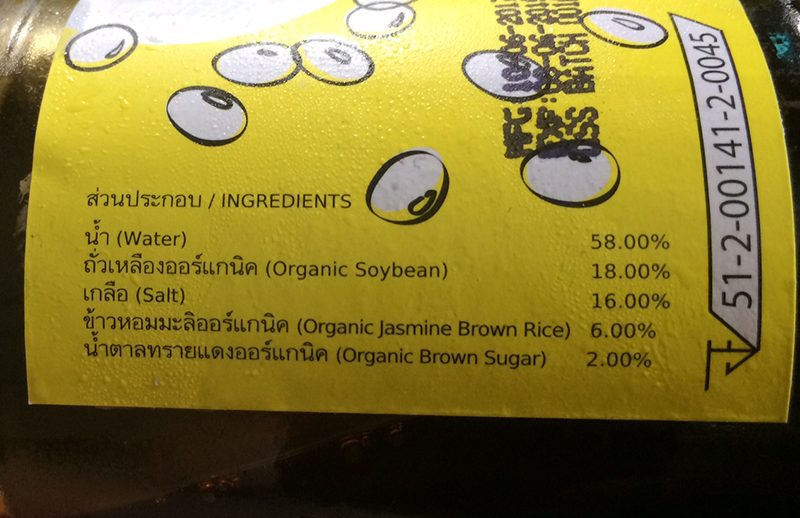 MFG
EXP:
ส่วนประกอบ / INGREDIENTS
น้ำ (Water) 58.00%
ถั่วเหลืองออร์แกนิค (Organic Soybean) 18.00%
เกลือ (Salt) 16.00%
ข้าวหอมมะลิออร์แกนิค (Organic Jasmine Brown Rice) 6.00%
น้ำตาลทรายแดงออร์แกนิค (Organic Brown Sugar) 2.00%
51-2-00141-2-0045